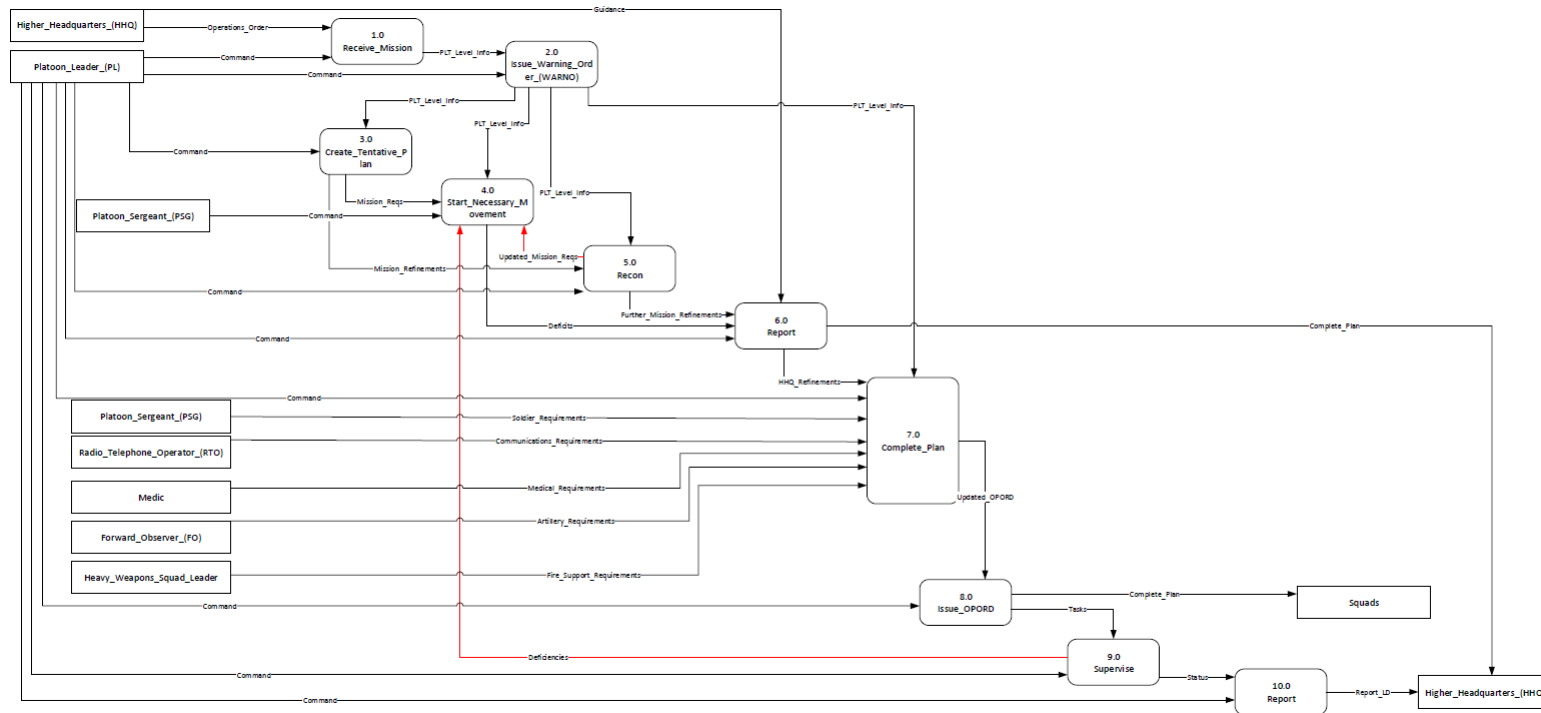 Guidance
Higher_Headquarters_(HHQ)
Operations_Order
1.0
Receive_Mission
PLT_Level_Info
2.0
Issue_Warning_Ord
er_(WARNO)
Platoon_Leader_(PL)
Command
Command
PLT_Level_Info
PLT_Level_Info
PLT_Level_Info
3.0
Create_Tentative_P
lan
Command
4.0
Start_Necessary_M
ovement
PLT_Level_Info
Mission_Reqs
Platoon_Sergeant_(PSG)
Command
Updated_Mission_Reqs
5.0
Recon
Mission_Refinements
Command
Further_Mission_Refinements
6.0
Report
Deficits
Complete_Plan
Command
HHQ_Refinements
Command
Platoon_Sergeant_(PSG)
Soldier_Requirements
Communications_Requirements
7.0
Complete_Plan
Radio_Telephone_Operator_(RTO)
Medic
Medical_Requirements
Updated_OPORD
Artillery_Requirements
Forward_Observer_(FO)
Heavy_Weapons_Squad_Leader
Fire_Support_Requirements
8.0
Issue_OPORD
Complete_Plan
Squads
Command
Tasks
9.0
Supervise
Deficiencies
Command
Status
10.0
Report
Report_LD
Higher_Headquarters_(HHQ)
Command